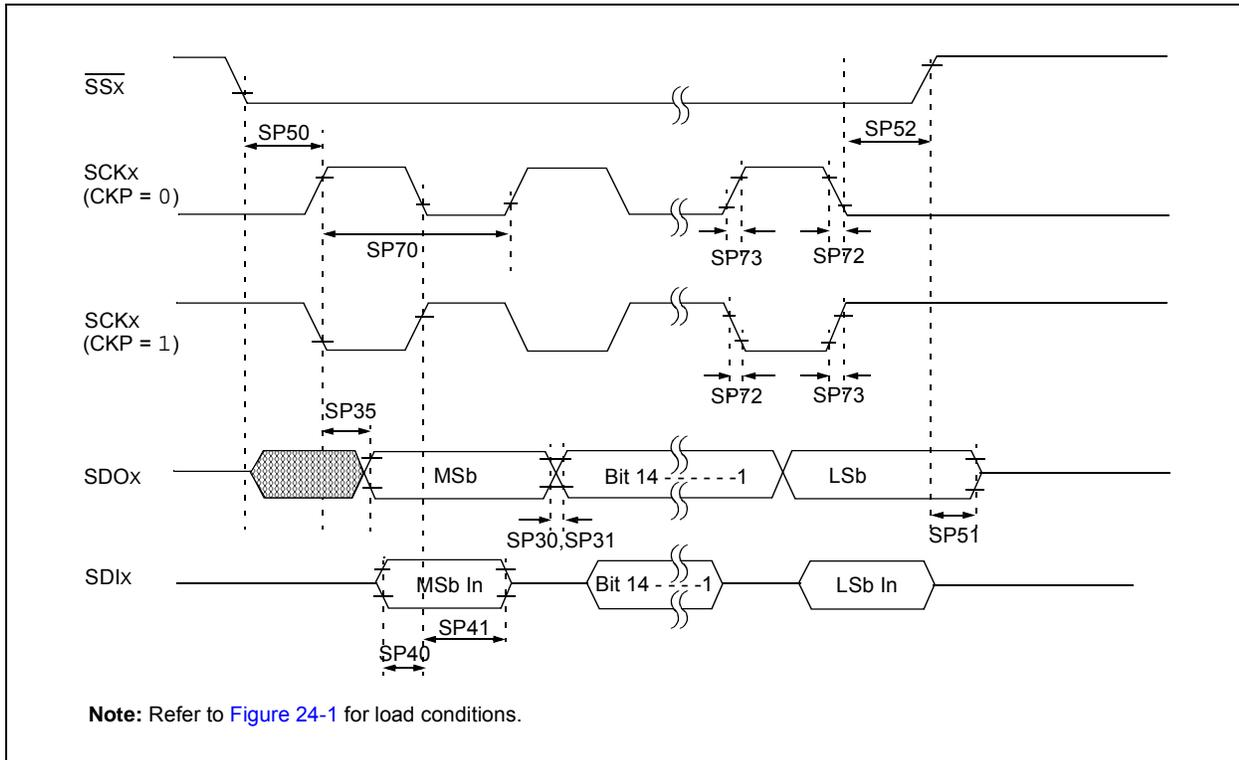 SSx
SP50
SP52
SCKx
(CKP = 0)
SP70
SP73
SP72
SCKx
(CKP = 1)
SP72
SP73
SP35
SDOx
MSb
Bit 14 - - - - - -1
LSb
SP30,SP31
SP51
SDIx
MSb In
Bit 14 - - - -1
LSb In
SP41
SP40
Note: Refer to Figure 24-1 for load conditions.